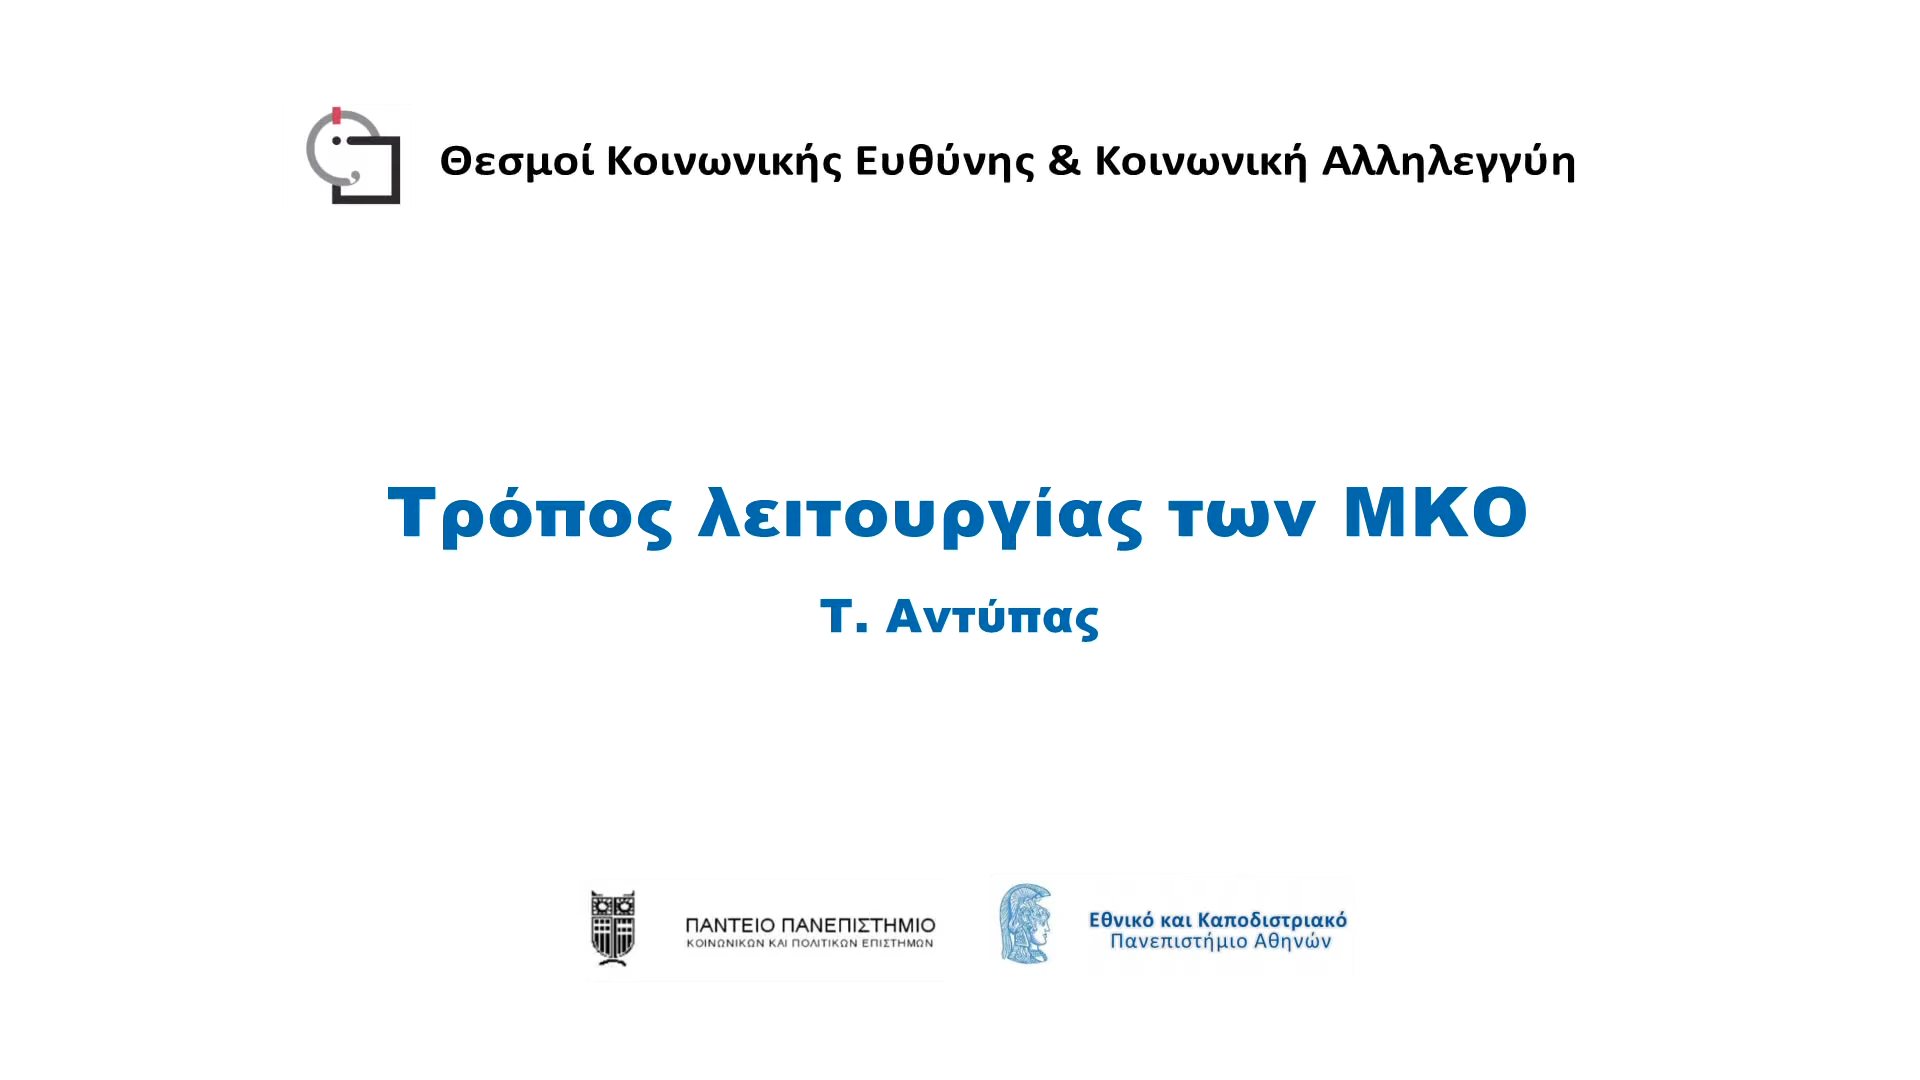 Θεσμοί Κοινωνικής Ευθύνης & Κοινωνική Αλληλεγγύη
Τρόπος λειτουργίας των ΜΚΟ
Τ. Αντύπας
ΠΑΝΤΕΙΟ ΠΑΝΕΠΙΣΤΗΜΙΟ
ΚΟΙΝΩΝΙΚΩΝ ΚΑΙ ΠΟΛΙΤΙΚΩΝ ΕΠΙΣΤΗΜΩΝ
Εθνικό και Καποδιστριακό
Πανεπιστήμιο Αθηνών